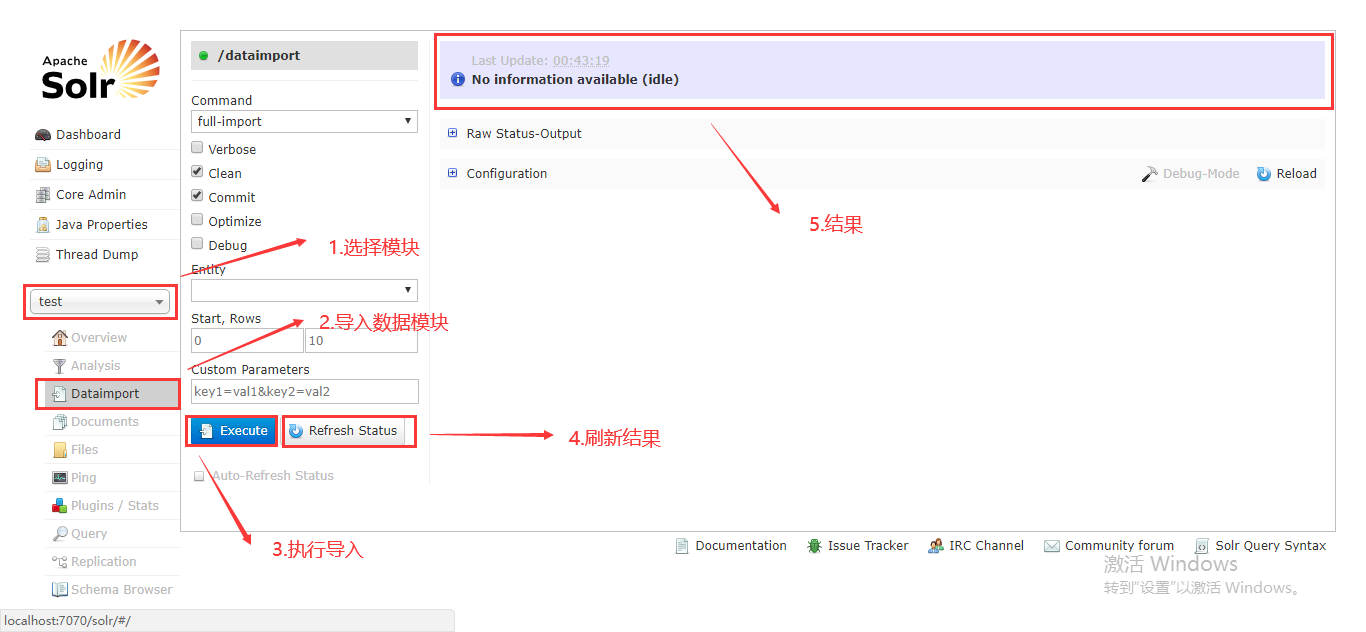 Apache
Solr
Dashboard
Logging
Core Admin
Java Properties
Thread Dump
test
Overview
Analysis
Dataimport
Documents
Files
Ping
Plugins / Stats
Query
Replication
Schema Browser
/dataimport
Command
full-import
Verbose
Clean
Commit
Optimize
Debug
Entity
Start, Rows
0 10
Custom Parameters
key1=val1&key2=val2
Execute Refresh Status
Auto-Refresh Status
1.选择模块
2.导入数据模块
3.执行导入
4.刷新结果
Last Update: 00:43:19
No information available (idle)
Raw Status-Output
Configuration Debug-Mode Reload
5.结果
Documentation Issue Tracker IRC Channel Community forum Solr Query Syntax
激活 Windows
转到"设置"以激活 Windows。
localhost:7070/solr/#/